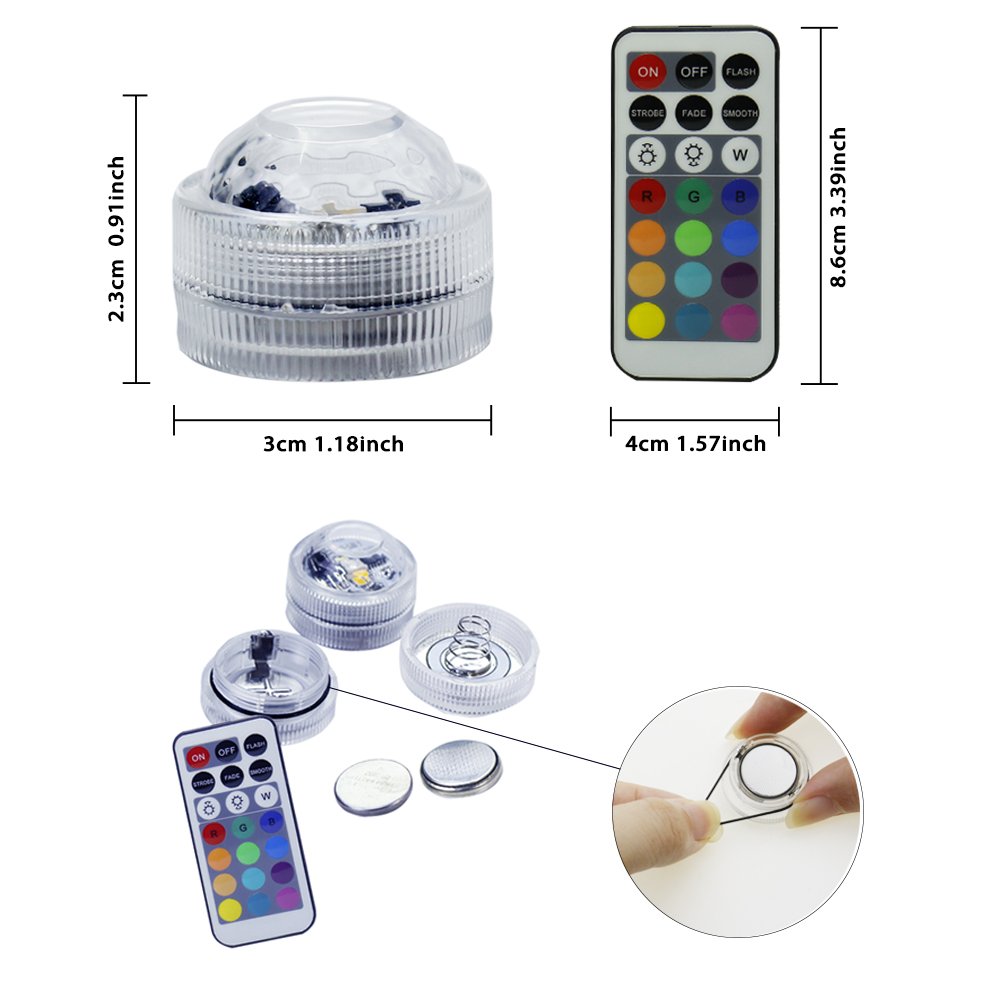 2.3cm 0.91inch
3cm 1.18inch
ON OFF FLASH
STROBE FADE SMOOTH
W
R G B
8.6cm 3.39inch
4cm 1.57inch
ON OFF FLASH
STROBE FADE SMOOTH
W
R G B